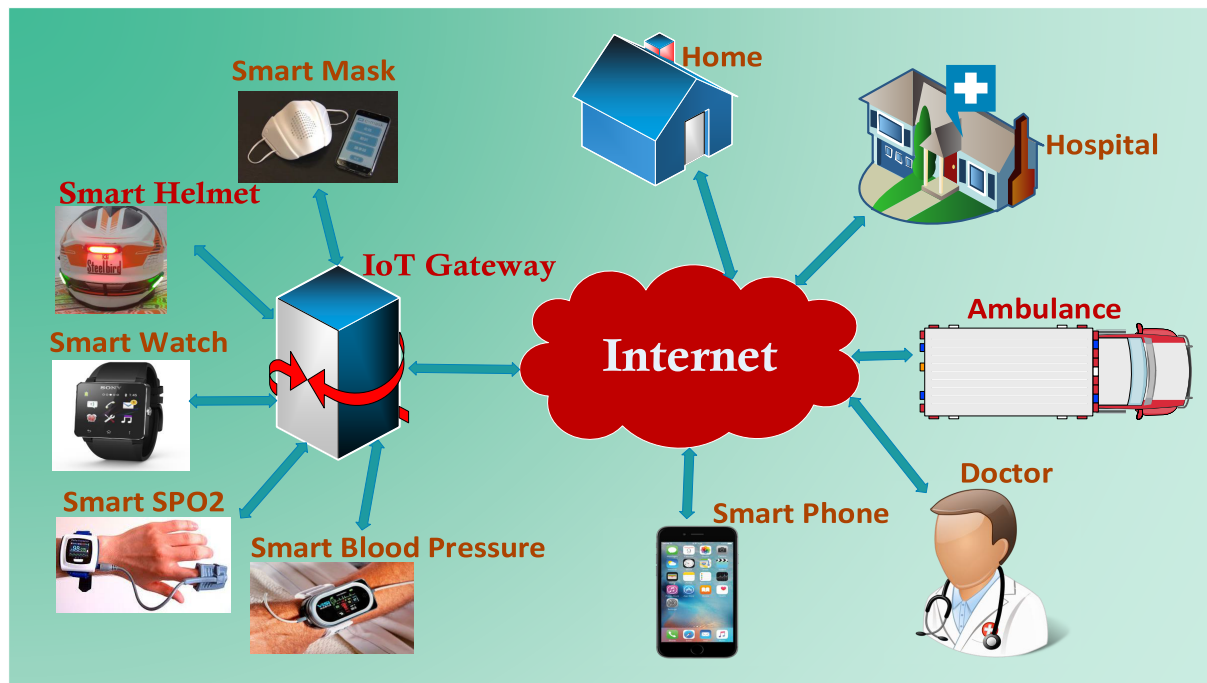 Smart Mask
Home
Hospital
Smart Helmet
Steelbird
IoT Gateway
Ambulance
Smart Watch
Internet
SONY
Smart SPO2
Doctor
Smart Phone
Smart Blood Pressure
98